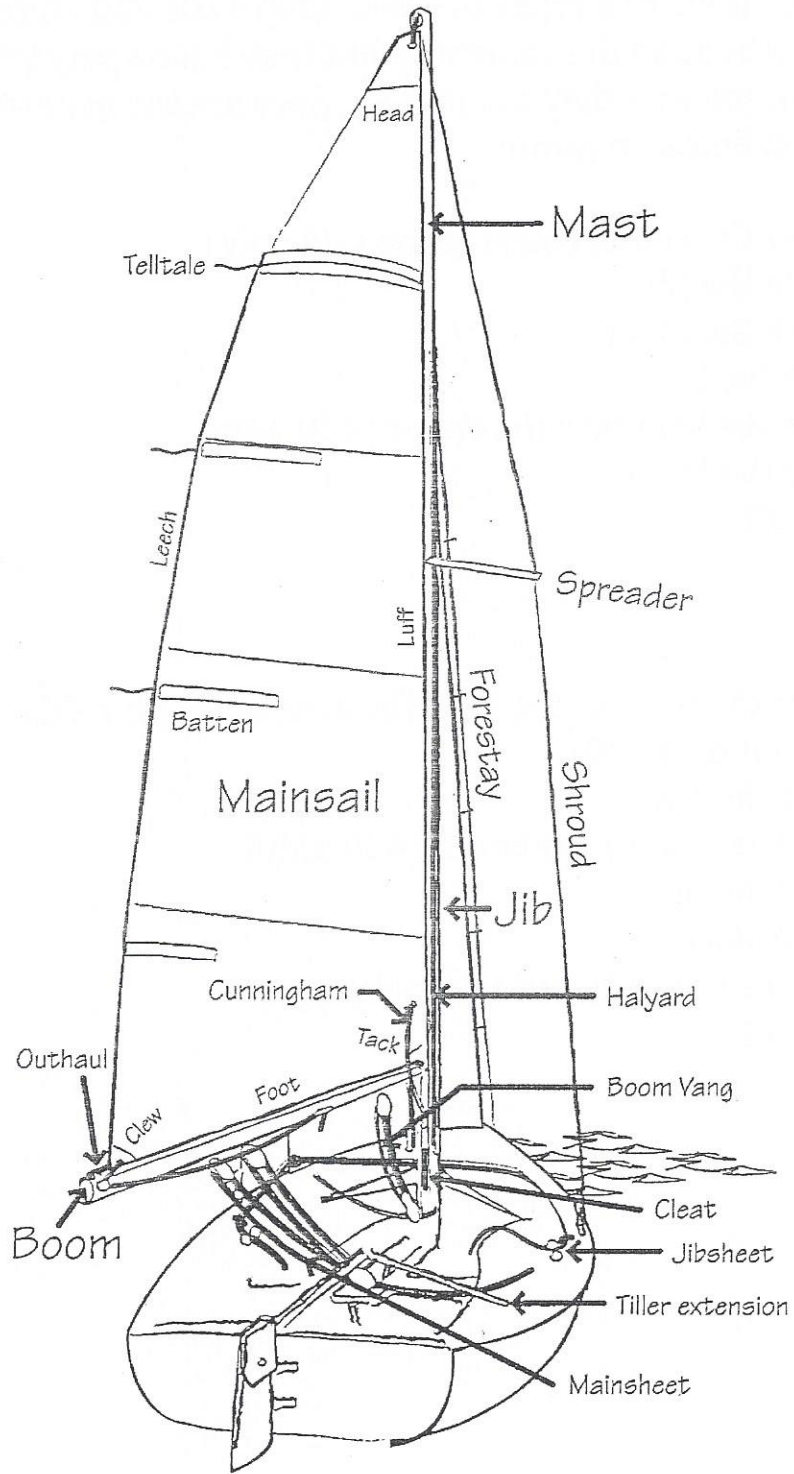 Head
Mast
Telltale
Leech
Spreader
Luff
Forestay
Batten
Mainsail
Shroud
Jib
Cunningham
Halyard
Tack
Outhaul
Foot
Boom Vang
Clew
Cleat
Boom
Jibsheet
Tiller extension
Mainsheet